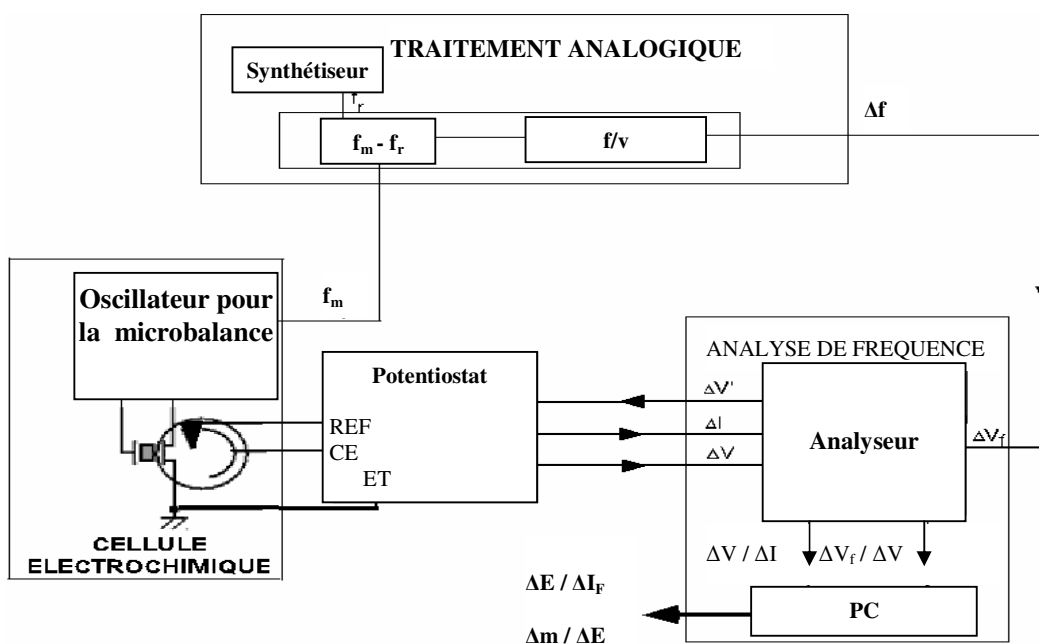 TRAITEMENT ANALOGIQUE
Synthétiseur
fr
fm - fr
f/v
Δf
Oscillateur pour
la microbalance
fm
Potentiostat
REF
CE
ET
CELLULE
ELECTROCHIMIQUE
ANALYSE DE FREQUENCE
ΔV'
ΔI
ΔV
Analyseur
ΔVf
ΔV / ΔI
ΔVf / ΔV
PC
ΔE / ΔIF
Δm / ΔE